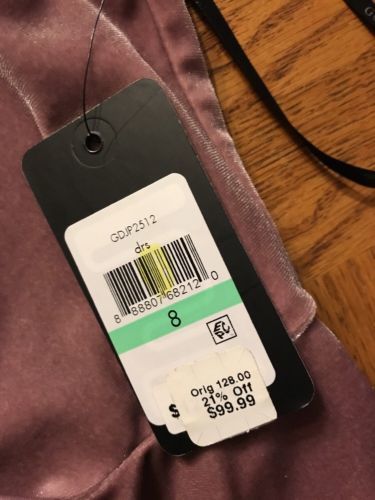 GDJP2512
drs
8 88807 68212 0
8
$
Orig 128.00
21% Off
$99.99